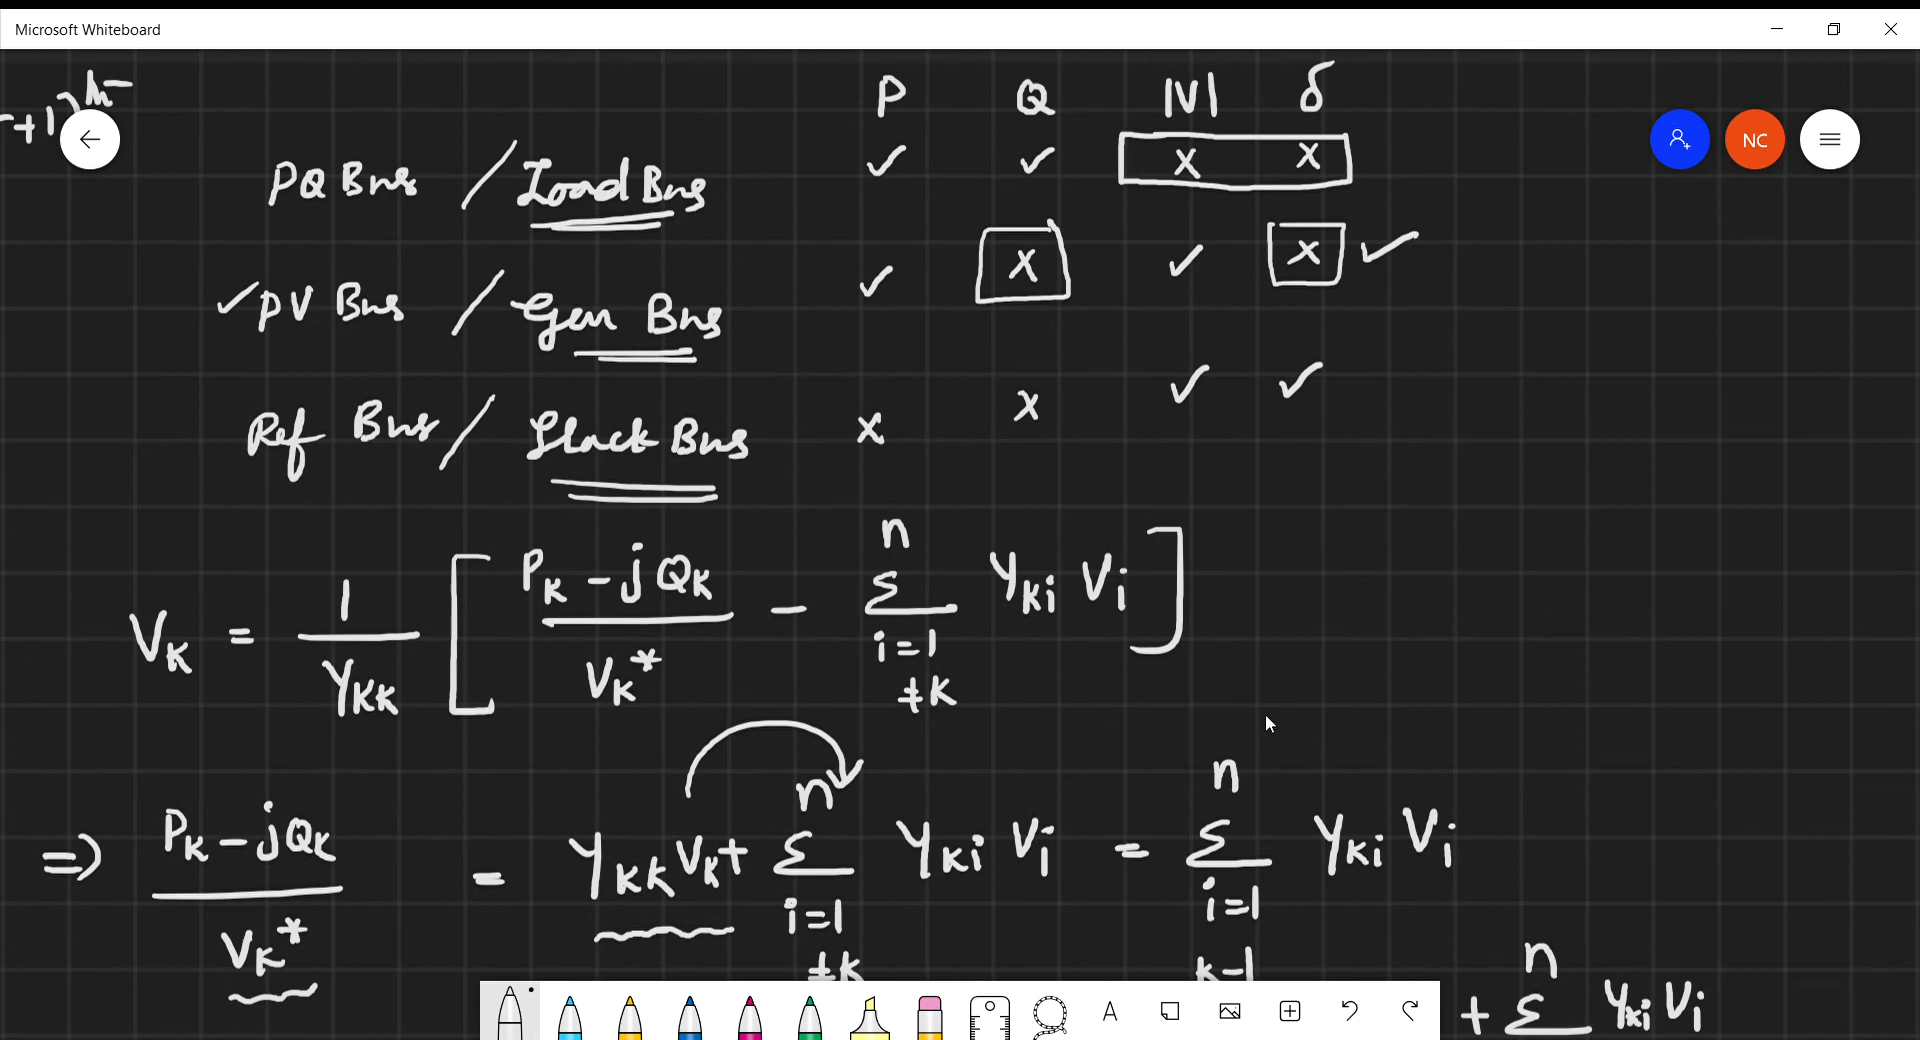 Microsoft Whiteboard
+1)
P Q |V| δ
PQ Bus / Load Bus ✓ ✓ x x
NC
✓ PV Bus / Gen Bus ✓ x ✓ x ✓
Ref Bus / Slack Bus x x ✓ ✓
V_K = 1/Y_KK [ (P_K - jQ_K)/V_K* - Σ_{i=1 ≠K}^{n} Y_Ki V_i ]
=> (P_K - jQ_K)/V_K* = Y_KK V_K + Σ_{i=1 ≠K}^{n} Y_Ki V_i = Σ_{i=1}^{n} Y_Ki V_i
k-1
+ Σ^{n} Y_Ki V_i
A